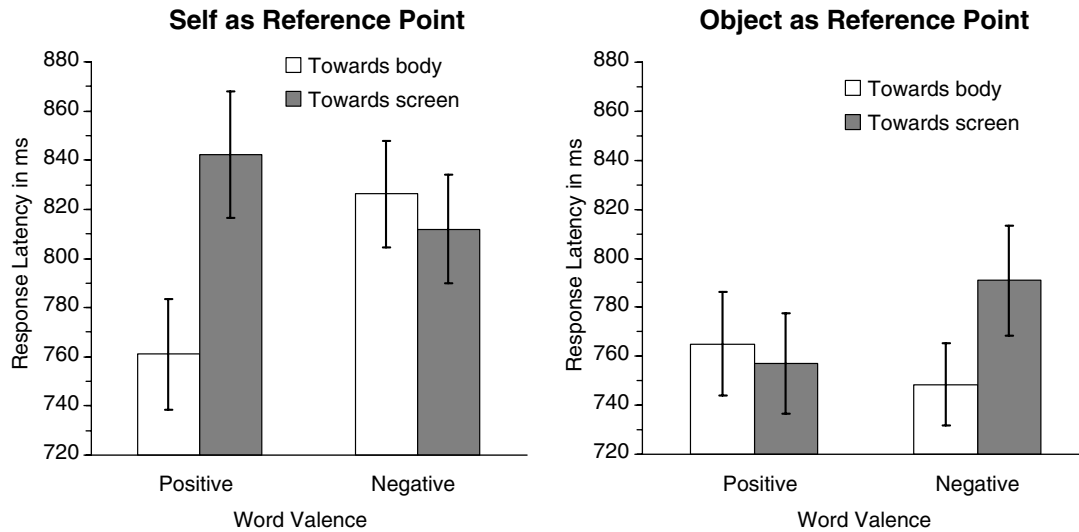 Self as Reference Point
880
860
840
820
800
780
760
740
720
Response Latency in ms
Towards body
Towards screen
Positive
Negative
Word Valence
Object as Reference Point
880
860
840
820
800
780
760
740
720
Response Latency in ms
Towards body
Towards screen
Positive
Negative
Word Valence